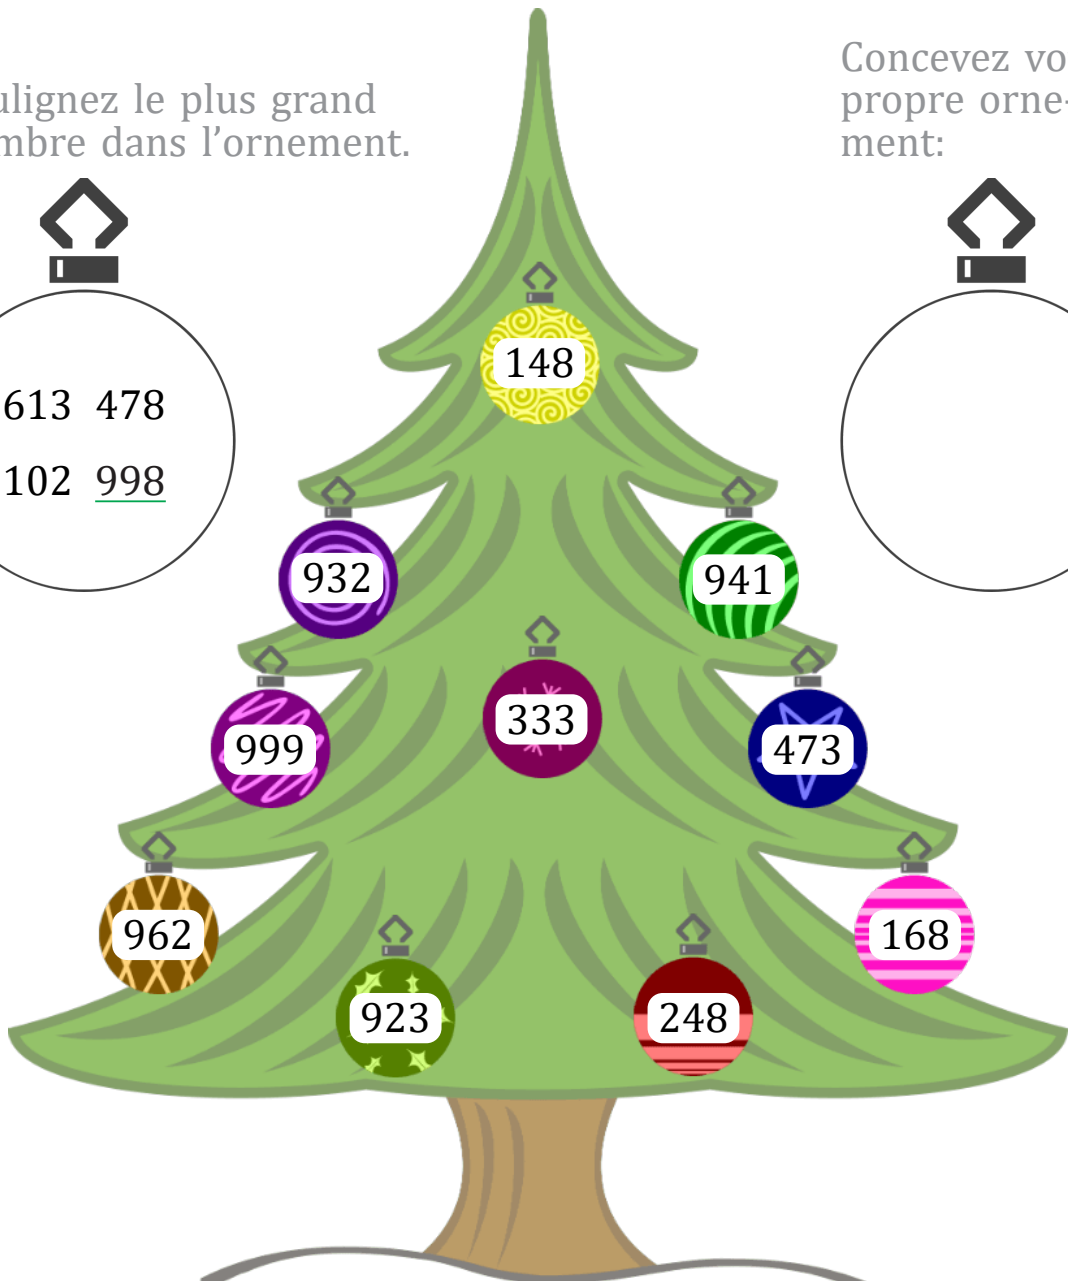 ulignez le plus grand
mbre dans l'ornement.
Concevez vo
propre orne-
ment:
613 478
102 998
148
932
941
333
999
473
962
168
923
248